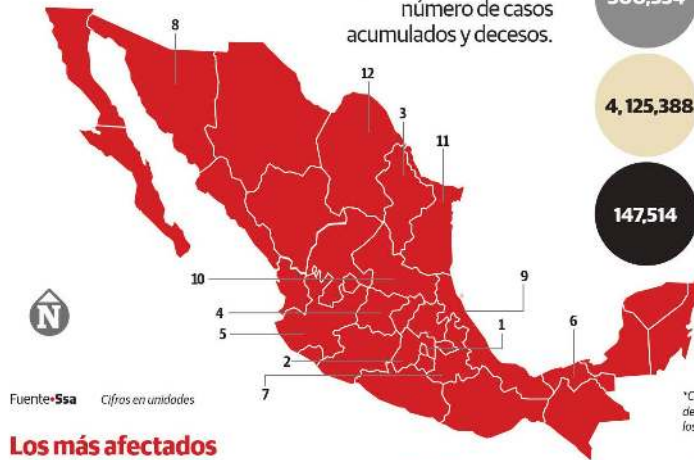 número de casos
acumulados y decesos.
4,125,388
147,514
8
12
3
11
10
4
5
2
7
9
1
6
N
Fuente•Ssa Cifras en unidades
Los más afectados